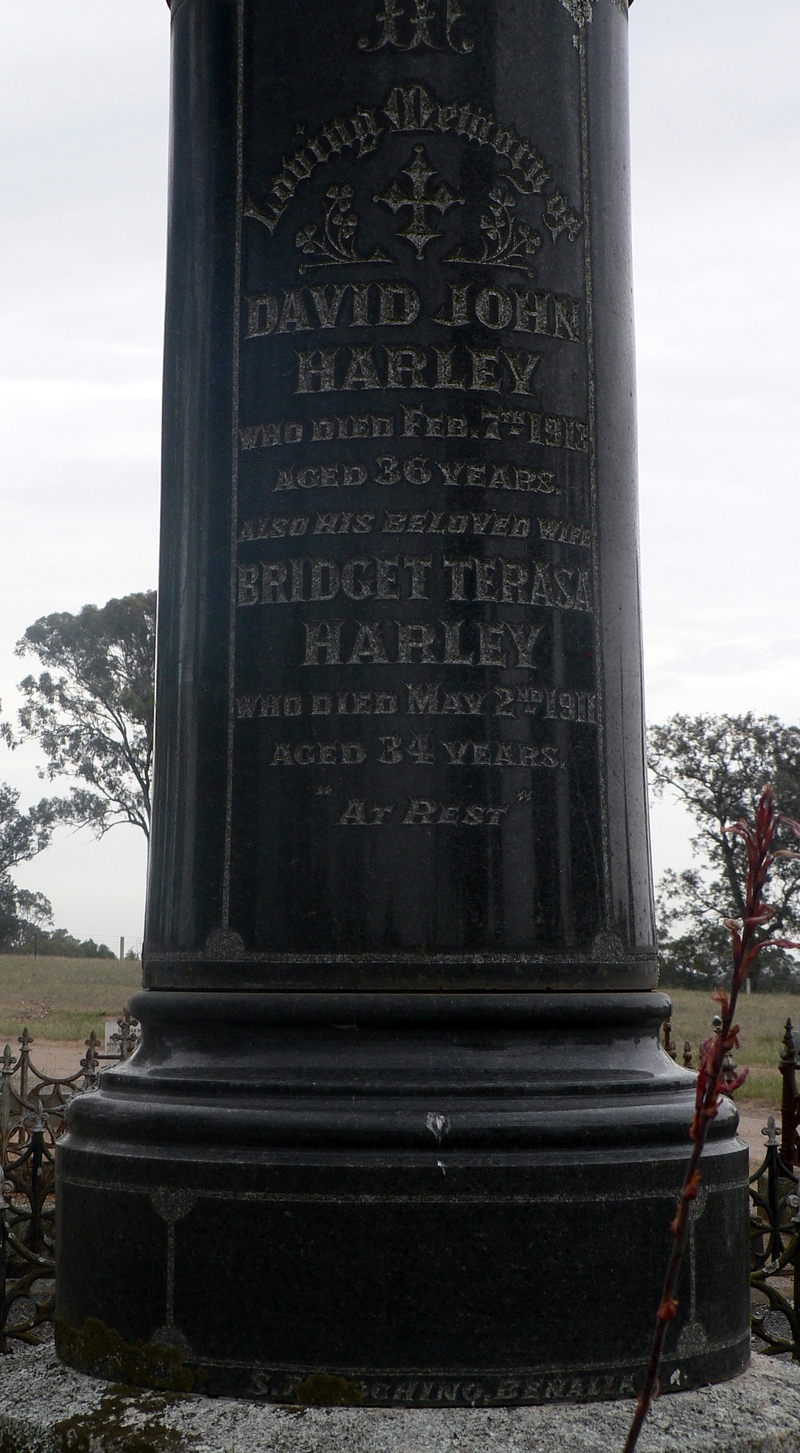 In
Loving Memory of
DAVID JOHN
HARLEY
WHO DIED FEB. 7TH 1913
AGED 36 YEARS.
ALSO HIS BELOVED WIFE
BRIDGET TERASA
HARLEY
WHO DIED MAY 2ND 1911
AGED 34 YEARS.
"AT REST"
BENALLA